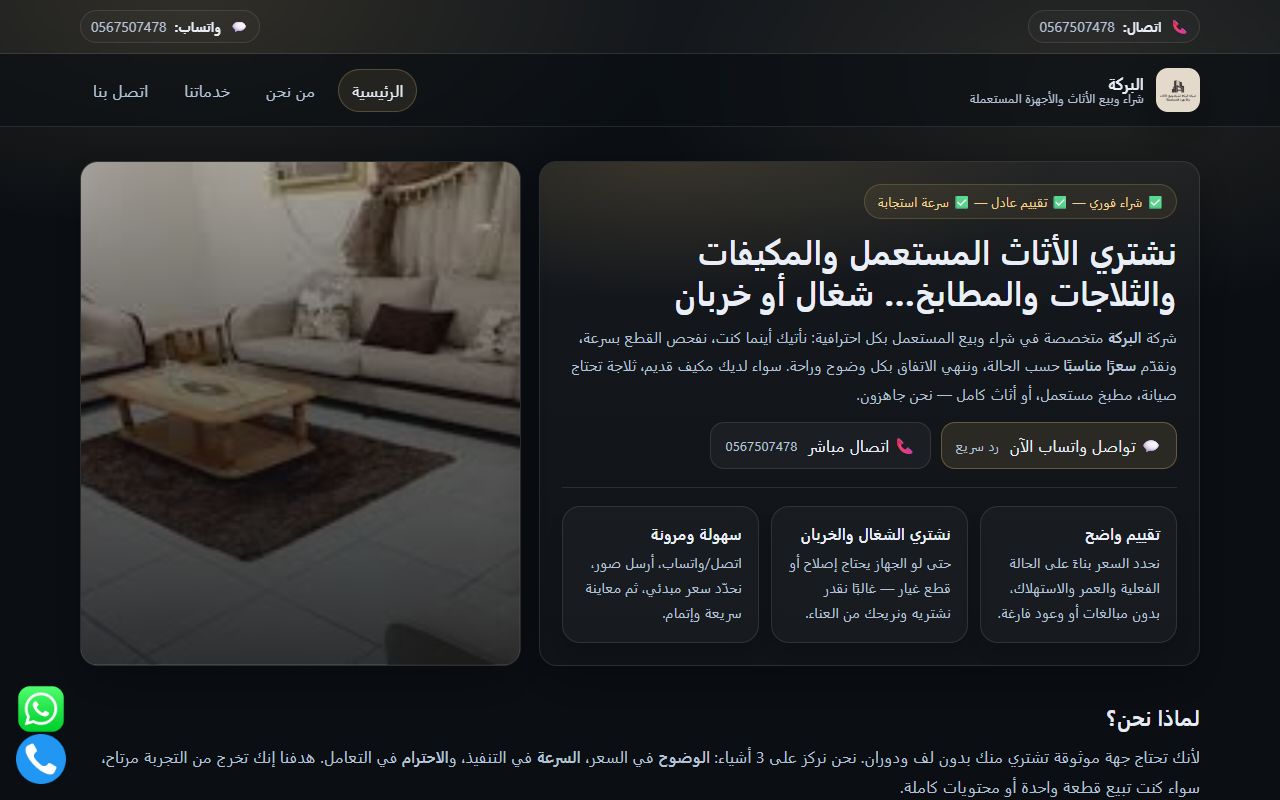 📞 اتصال: 0567507478
💬 واتساب: 0567507478
البركة
شراء وبيع الأثاث والأجهزة المستعملة
الرئيسية
من نحن
خدماتنا
اتصل بنا
✅ شراء فوري — ✅ تقييم عادل — ✅ سرعة استجابة
نشتري الأثاث المستعمل والمكيفات
والثلاجات والمطابخ... شغال أو خربان
شركة البركة متخصصة في شراء وبيع المستعمل بكل احترافية: نأتيك أينما كنت، نفحص القطع بسرعة،
ونقدّم سعرًا مناسبًا حسب الحالة، وننهي الاتفاق بكل وضوح وراحة. سواء لديك مكيف قديم، ثلاجة تحتاج
صيانة، مطبخ مستعمل، أو أثاث كامل — نحن جاهزون.
💬 تواصل واتساب الآن رد سريع
📞 اتصال مباشر 0567507478
تقييم واضح
نحدد السعر بناءً على الحالة
الفعلية والعمر والاستهلاك،
بدون مبالغات أو وعود فارغة.
نشتري الشغال والخربان
حتى لو الجهاز يحتاج إصلاح أو
قطع غيار — غالبًا نقدر
نشتريه ونريحك من العناء.
سهولة ومرونة
اتصل/واتساب، أرسل صور،
نحدّد سعر مبدئي، ثم معاينة
سريعة وإتمام.
لماذا نحن؟
لأنك تحتاج جهة موثوقة تشتري منك بدون لف ودوران. نحن نركز على 3 أشياء: الوضوح في السعر، السرعة في التنفيذ، والاحترام في التعامل. هدفنا إنك تخرج من التجربة مرتاح،
سواء كنت تبيع قطعة واحدة أو محتويات كاملة.